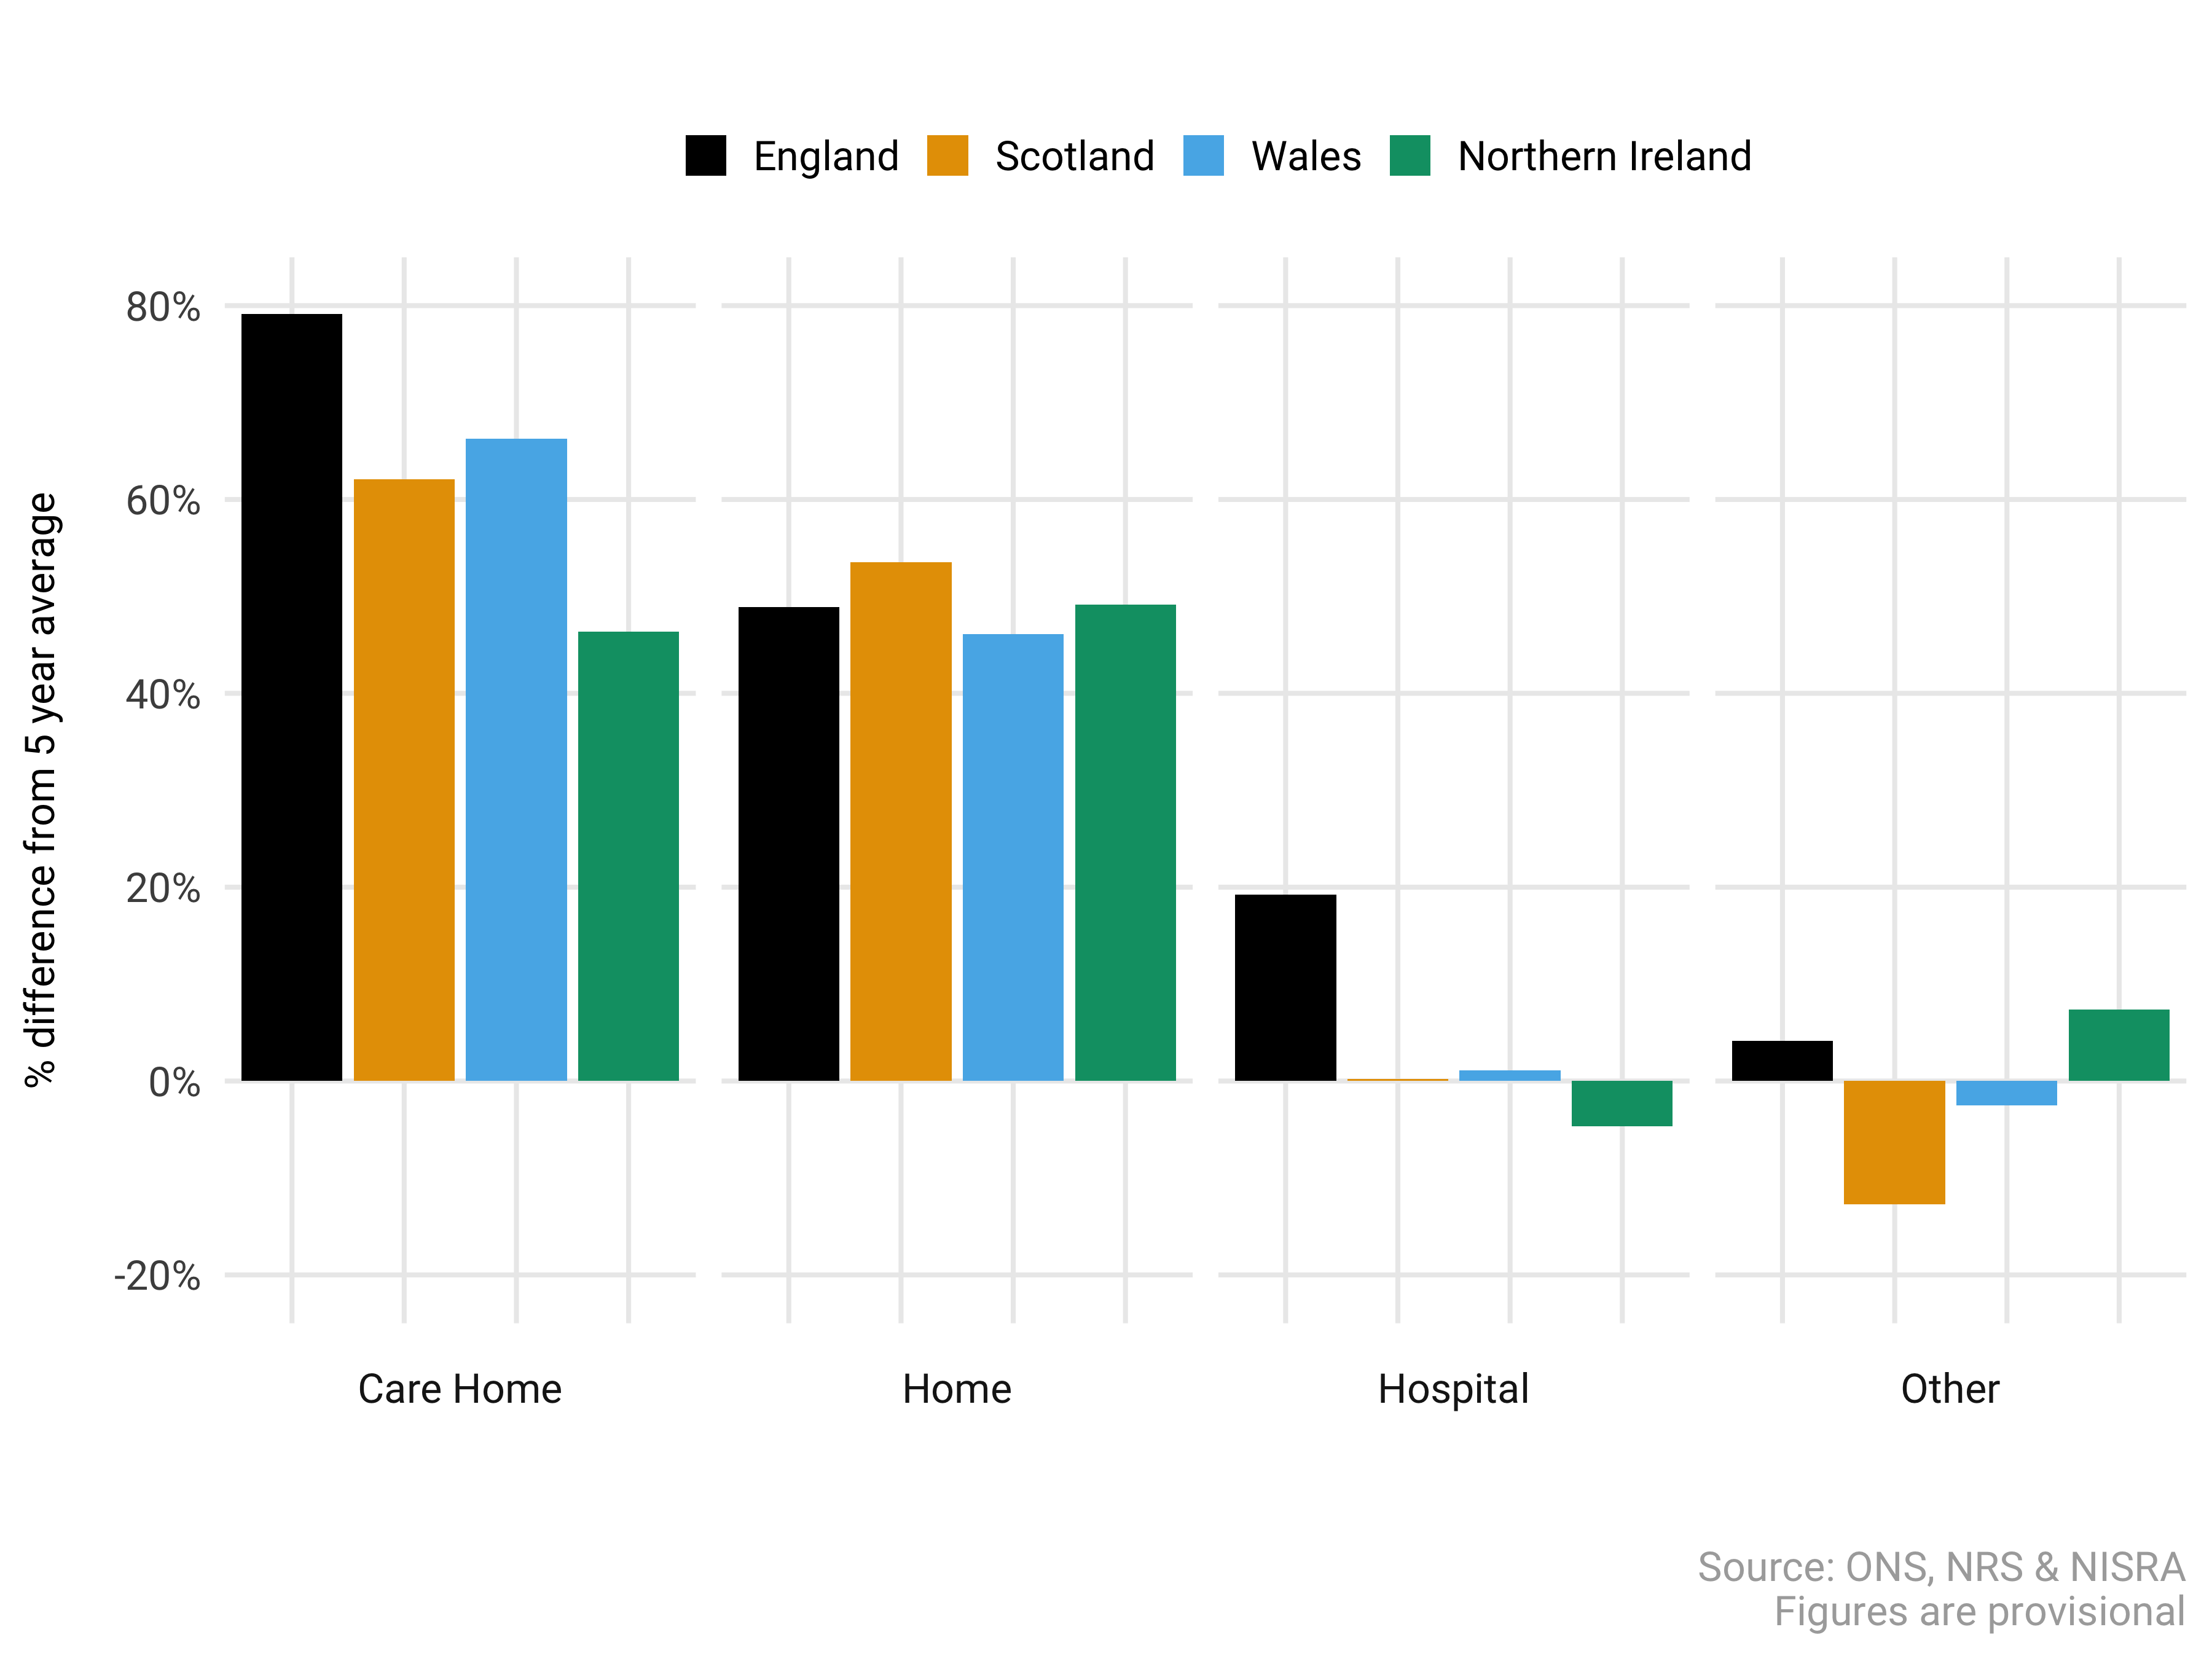 England Scotland Wales Northern Ireland
% difference from 5 year average
80%
60%
40%
20%
0%
-20%
Care Home Home Hospital Other
Source: ONS, NRS & NISRA
Figures are provisional